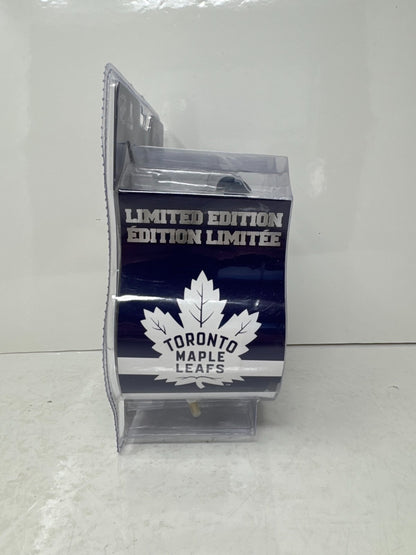 LIMITED EDITION
ÉDITION LIMITÉE
TORONTO
MAPLE
LEAFS